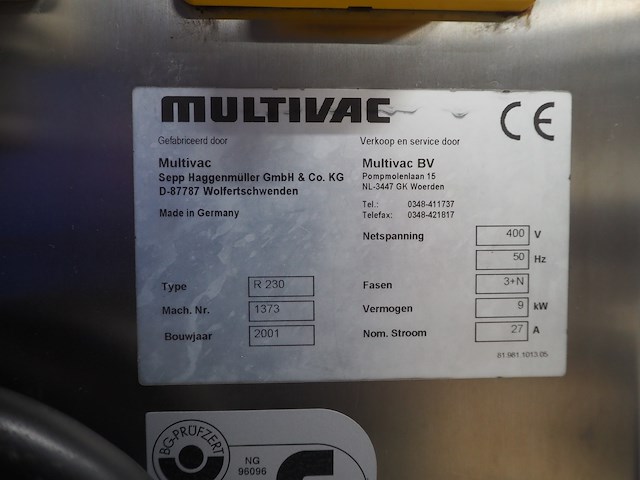 MULTIVAC
CE
Gefabriceerd door
Multivac
Sepp Haggenmüller GmbH & Co. KG
D-87787 Wolfertschwenden
Made in Germany
Type R 230
Mach. Nr. 1373
Bouwjaar 2001
Verkoop en service door
Multivac BV
Pompmolenlaan 15
NL-3447 GK Woerden
Tel.: 0348-411737
Telefax: 0348-421817
Netspanning 400 V
50 Hz
Fasen 3+N
Vermogen 9 kW
Nom. Stroom 27 A
81.661.1013.05
BG-PRÜFZERT
NG
96096